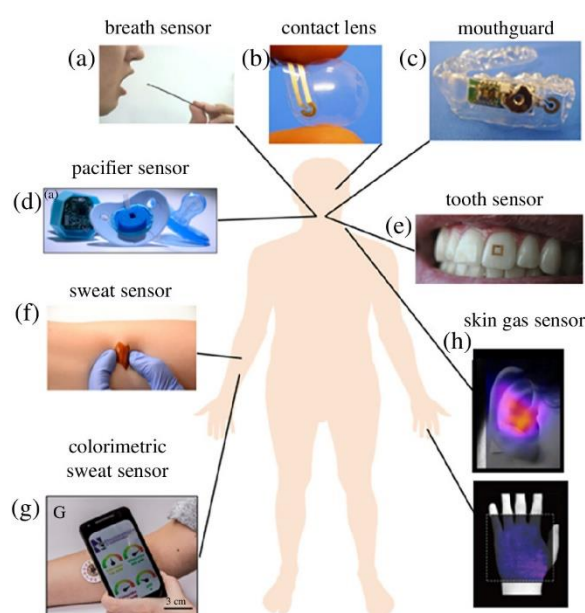 breath sensor
(a)
contact lens
(b)
mouthguard
(c)
pacifier sensor
(d)
(a)
tooth sensor
(e)
sweat sensor
(f)
skin gas sensor
(h)
colorimetric
sweat sensor
(g)
G
3 cm